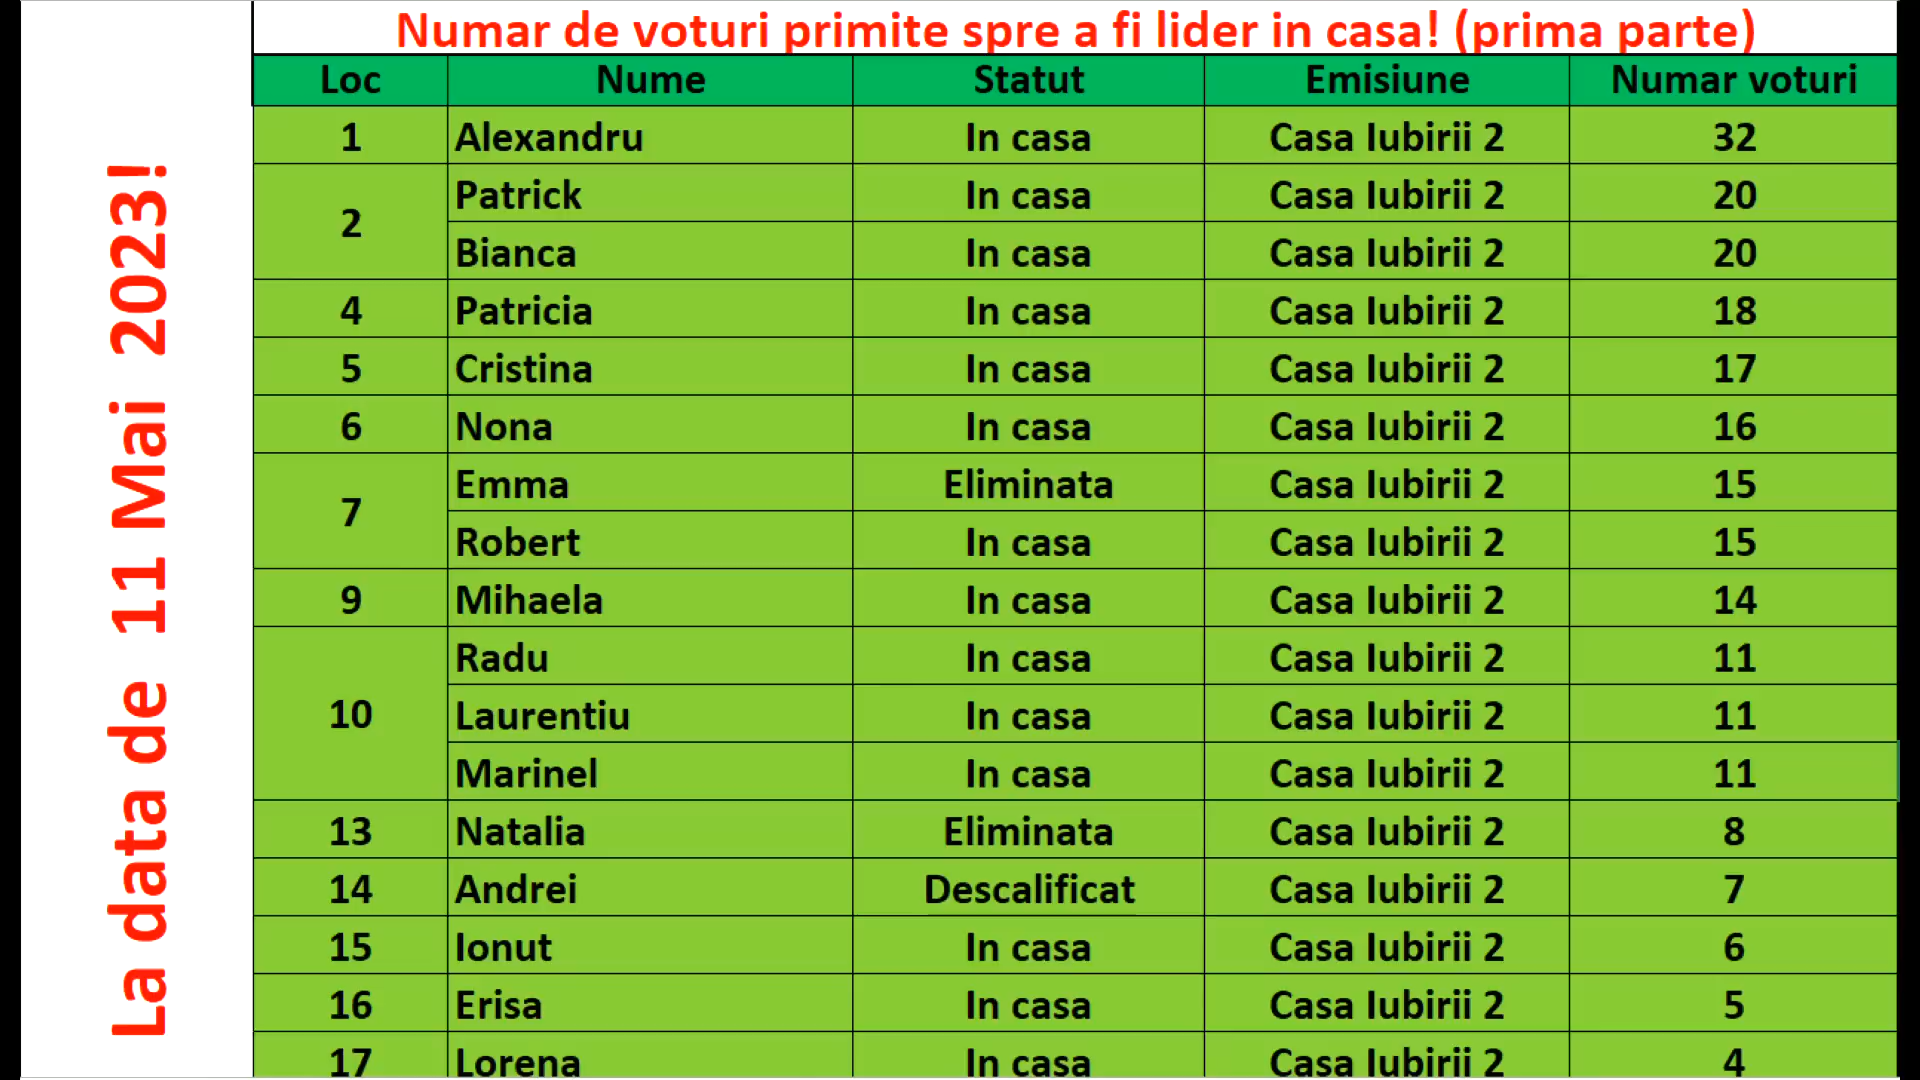 Numar de voturi primite spre a fi lider in casa! (prima parte)
La data de 11 Mai 2023!
Loc Nume Statut Emisiune Numar voturi
1 Alexandru In casa Casa Iubirii 2 32
2 Patrick In casa Casa Iubirii 2 20
Bianca In casa Casa Iubirii 2 20
4 Patricia In casa Casa Iubirii 2 18
5 Cristina In casa Casa Iubirii 2 17
6 Nona In casa Casa Iubirii 2 16
7 Emma Eliminata Casa Iubirii 2 15
Robert In casa Casa Iubirii 2 15
9 Mihaela In casa Casa Iubirii 2 14
10 Radu In casa Casa Iubirii 2 11
Laurentiu In casa Casa Iubirii 2 11
Marinel In casa Casa Iubirii 2 11
13 Natalia Eliminata Casa Iubirii 2 8
14 Andrei Descalificat Casa Iubirii 2 7
15 Ionut In casa Casa Iubirii 2 6
16 Erisa In casa Casa Iubirii 2 5
17 Lorena In casa Casa Iubirii 2 4